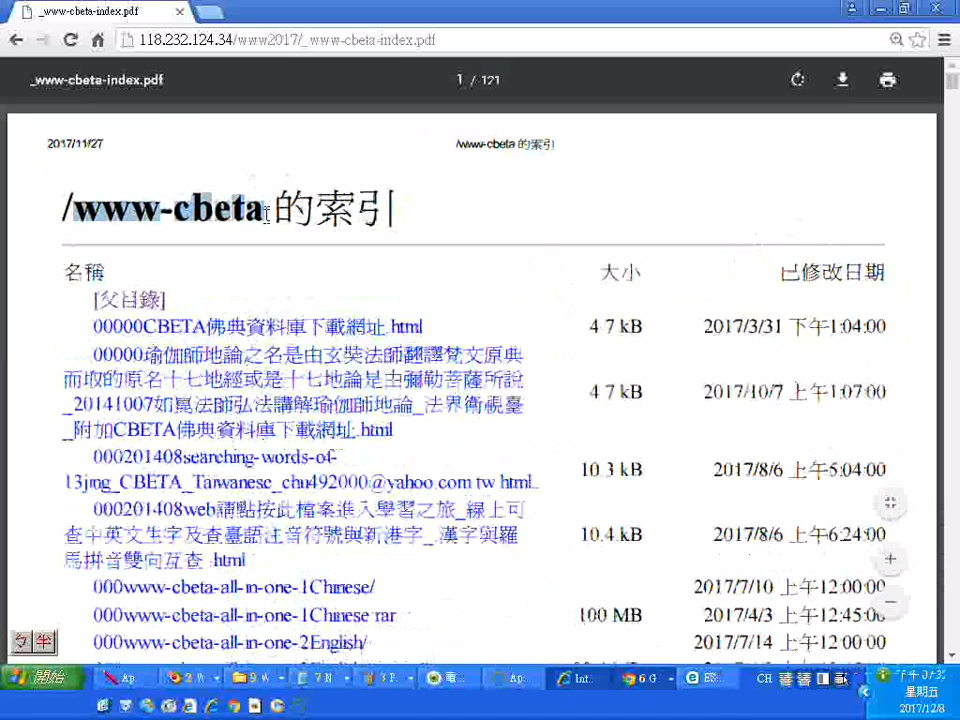 _www-cbeta-index.pdf
118.232.124.34/www2017/_www-cbeta-index.pdf
_www-cbeta-index.pdf 1 / 121
2017/11/27 /www-cbeta 的索引
/www-cbeta 的索引
名稱 大小 已修改日期
[父目錄]
00000CBETA佛典資料庫下載網址.html 4.7 kB 2017/3/31 下午1:04:00
00000瑜伽師地論之名是由玄奘法師翻譯梵文原典
而取的原名十七地經或是十七地論是由彌勒菩薩所說 4.7 kB 2017/10/7 上午1:07:00
_20141007如罵法師弘法講解瑜伽師地論_法界衛視臺
_附加CBETA佛典資料庫下載網址.html
000201408searching-words-of-
13jing_CBETA_Taiwanese_chu492000@yahoo.com.tw.html 10.3 kB 2017/8/6 上午5:04:00
000201408web請點按此檔案進入學習之旅_線上可
查中英文生字及查臺語注音符號與新港字_漢字與羅 10.4 kB 2017/8/6 上午6:24:00
馬拼音雙向互查.html
000www-cbeta-all-in-one-1Chinese/ 2017/7/10 上午12:00:00
000www-cbeta-all-in-one-1Chinese.rar 100 MB 2017/4/3 上午12:45:00
000www-cbeta-all-in-one-2English/ 2017/7/14 上午12:00:00
ㄅ 半
開始 Ap. 2 W 9 W 7 N 3 P. 電... Ap. Int. 6 G CH
星期五
2017/12/8